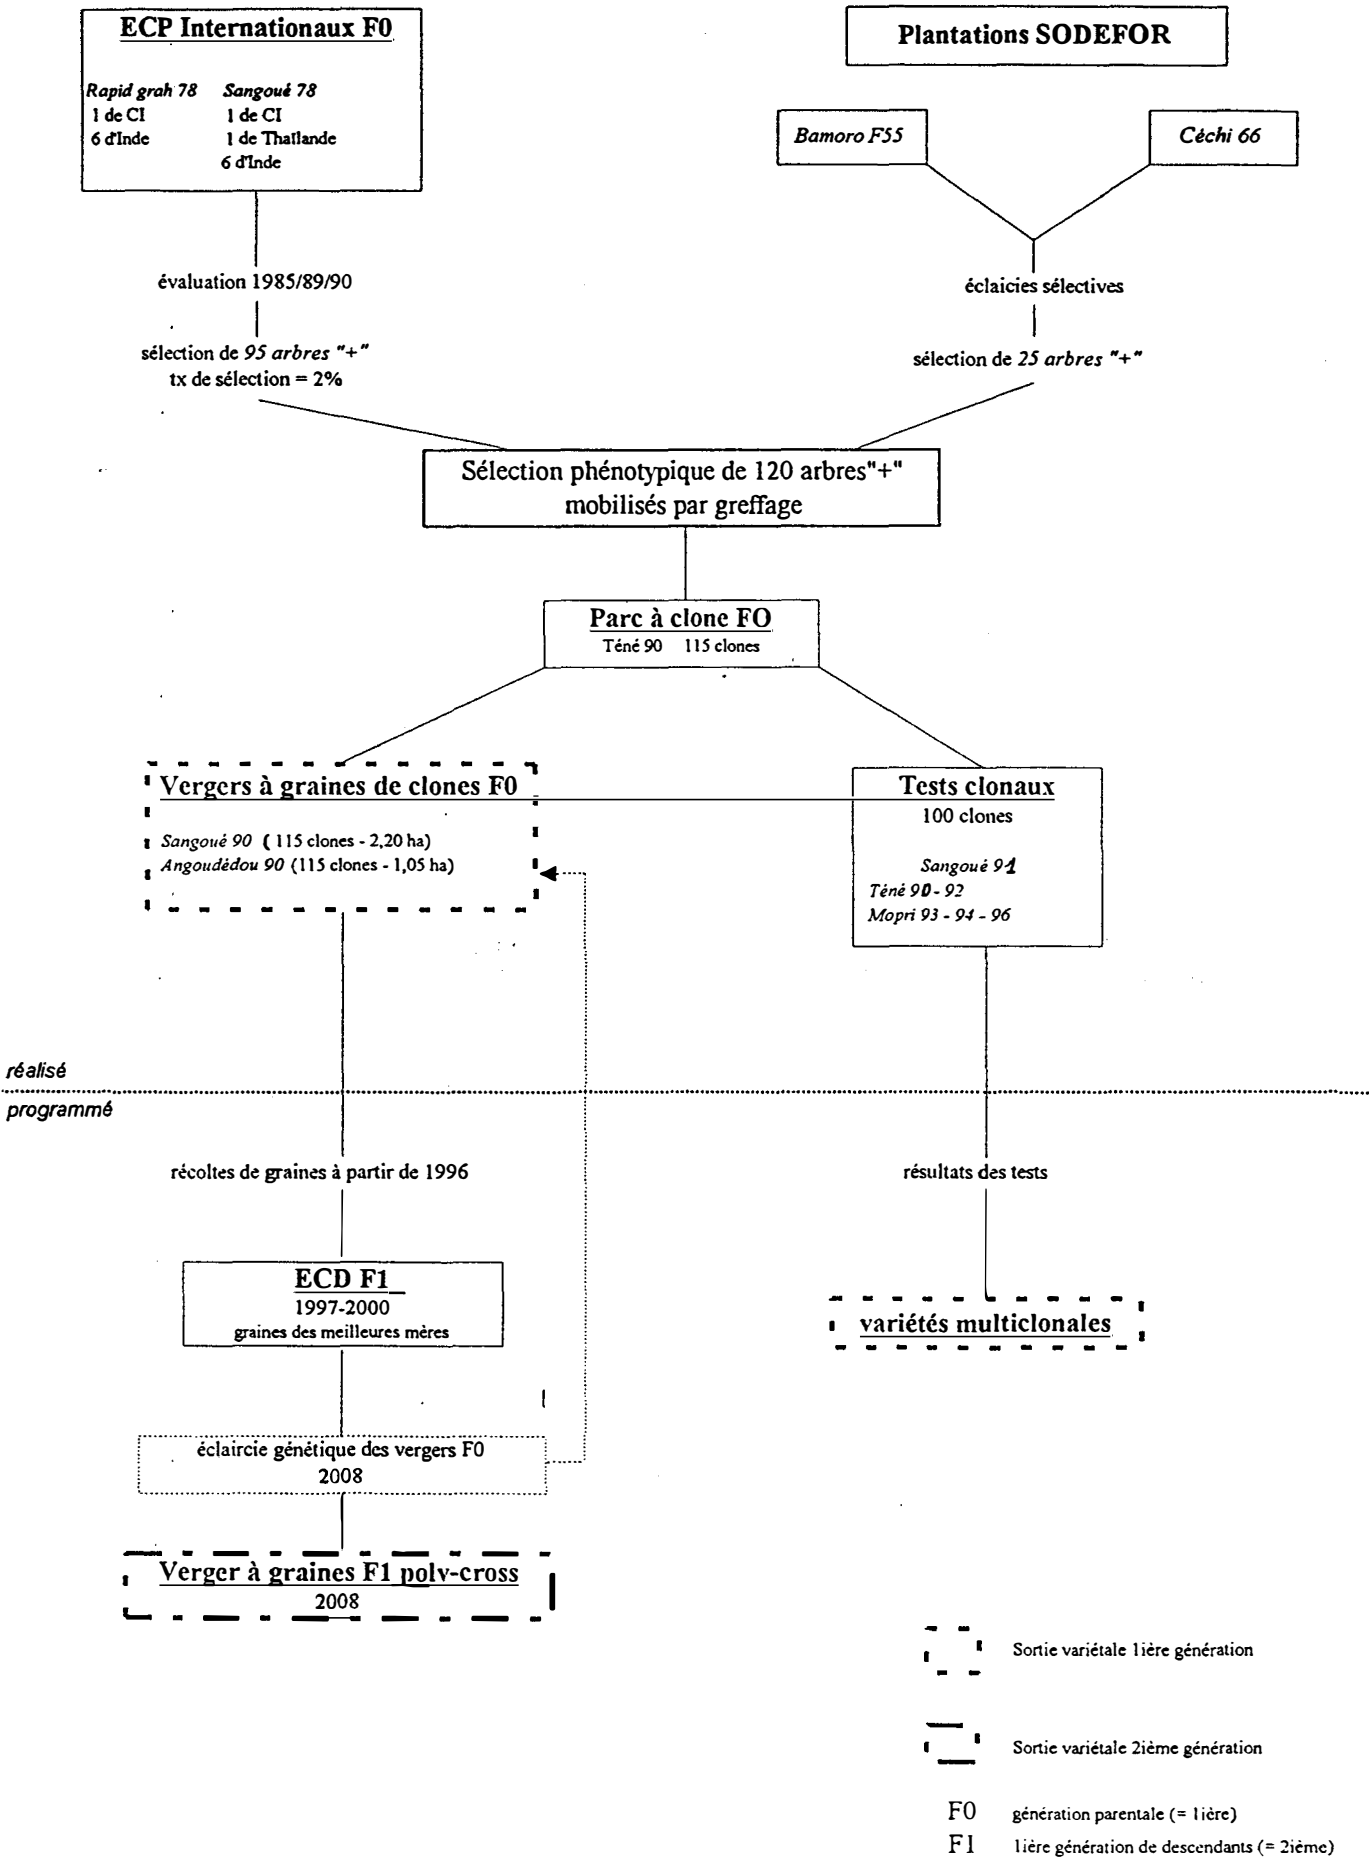 ECP Internationaux F0
Rapid grah 78 Sangoué 78
1 de CI 1 de CI
6 d'Inde 1 de Thaïlande
6 d'Inde
Plantations SODEFOR
Bamoro F55 Céchi 66
évaluation 1985/89/90
éclaicies sélectives
sélection de 95 arbres "+"
tx de sélection = 2%
sélection de 25 arbres "+"
Sélection phénotypique de 120 arbres"+"
mobilisés par greffage
Parc à clone FO
Téné 90 115 clones
Vergers à graines de clones F0
Sangoué 90 ( 115 clones - 2,20 ha)
Angoudédou 90 (115 clones - 1,05 ha)
Tests clonaux
100 clones
Sangoué 91
Téné 90 - 92
Mopri 93 - 94 - 96
réalisé
programmé
récoltes de graines à partir de 1996
résultats des tests
ECD F1
1997-2000
graines des meilleures mères
variétés multiclonales
éclaircie génétique des vergers F0
2008
Verger à graines F1 poly-cross
2008
Sortie variétale 1ière génération
Sortie variétale 2ième génération
F0 génération parentale (= 1ière)
F1 1ière génération de descendants (= 2ième)